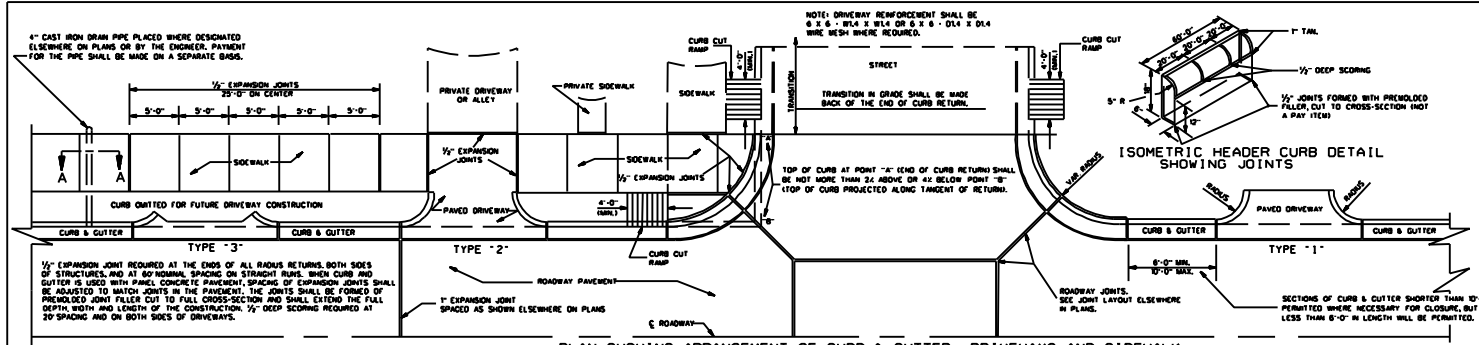 4" CAST IRON DRAIN PIPE PLACED WHERE DESIGNATED
ELSEWHERE ON PLANS OR BY THE ENGINEER. PAYMENT
FOR THE PIPE SHALL BE MADE ON A SEPARATE BASIS.
½" EXPANSION JOINTS
25'-0" ON CENTER
5'-0"
5'-0"
5'-0"
5'-0"
5'-0"
PRIVATE DRIVEWAY
OR ALLEY
PRIVATE SIDEWALK
SIDEWALK
CURB CUT
RAMP
4'-0"
(MIN.)
TRANSITION
NOTE: DRIVEWAY REINFORCEMENT SHALL BE
6 X 6 - W1.4 X W1.4 OR 6 X 6 - D1.4 X D1.4
WIRE MESH WHERE REQUIRED.
STREET
TRANSITION IN GRADE SHALL BE MADE
BACK OF THE END OF CURB RETURN.
4'-0"
(MIN.)
CURB CUT
RAMP
60'-0"
20'-0"
20'-0"
20'-0"
1" TAN.
½" DEEP SCORING
5" R
18"
6"
12"
½" JOINTS FORMED WITH PREMOLDED
FILLER, CUT TO CROSS-SECTION (NOT
A PAY ITEM)
ISOMETRIC HEADER CURB DETAIL
SHOWING JOINTS
A
A
SIDEWALK
½" EXPANSION
JOINTS
SIDEWALK
½" EXPANSION JOINTS
"A"
TOP OF CURB AT POINT "A" (END OF CURB RETURN) SHALL
BE NOT MORE THAN 2% ABOVE OR 4% BELOW POINT "B"
(TOP OF CURB PROJECTED ALONG TANGENT OF RETURN).
VAR RADIUS
RADIUS
RADIUS
CURB OMITTED FOR FUTURE DRIVEWAY CONSTRUCTION
PAVED DRIVEWAY
4'-0"
(MIN.)
"B"
PAVED DRIVEWAY
CURB & GUTTER
CURB & GUTTER
CURB & GUTTER
CURB & GUTTER
TYPE "3"
TYPE "2"
CURB CUT
RAMP
TYPE "1"
6'-0" MIN.
10'-0" MAX.
½" EXPANSION JOINT REQUIRED AT THE ENDS OF ALL RADIUS RETURNS, BOTH SIDES
OF STRUCTURES, AND AT 60' NOMINAL SPACING ON STRAIGHT RUNS. WHEN CURB AND
GUTTER IS USED WITH PANEL CONCRETE PAVEMENT, SPACING OF EXPANSION JOINTS SHALL
BE ADJUSTED TO MATCH JOINTS IN THE PAVEMENT. THE JOINTS SHALL BE FORMED OF
PREMOLDED JOINT FILLER CUT TO FULL CROSS-SECTION AND SHALL EXTEND THE FULL
DEPTH, WIDTH AND LENGTH OF THE CONSTRUCTION. ½" DEEP SCORING REQUIRED AT
20' SPACING AND ON BOTH SIDES OF DRIVEWAYS.
ROADWAY PAVEMENT
1" EXPANSION JOINT
SPACED AS SHOWN ELSEWHERE ON PLANS
℄ ROADWAY
ROADWAY JOINTS.
SEE JOINT LAYOUT ELSEWHERE
IN PLANS.
SECTIONS OF CURB & GUTTER SHORTER THAN 10'
PERMITTED WHERE NECESSARY FOR CLOSURE, BUT
LESS THAN 6'-0" IN LENGTH WILL BE PERMITTED.
PLAN SHOWING ARRANGEMENT OF CURB & GUTTER, DRIVEWAYS AND SIDEWALK